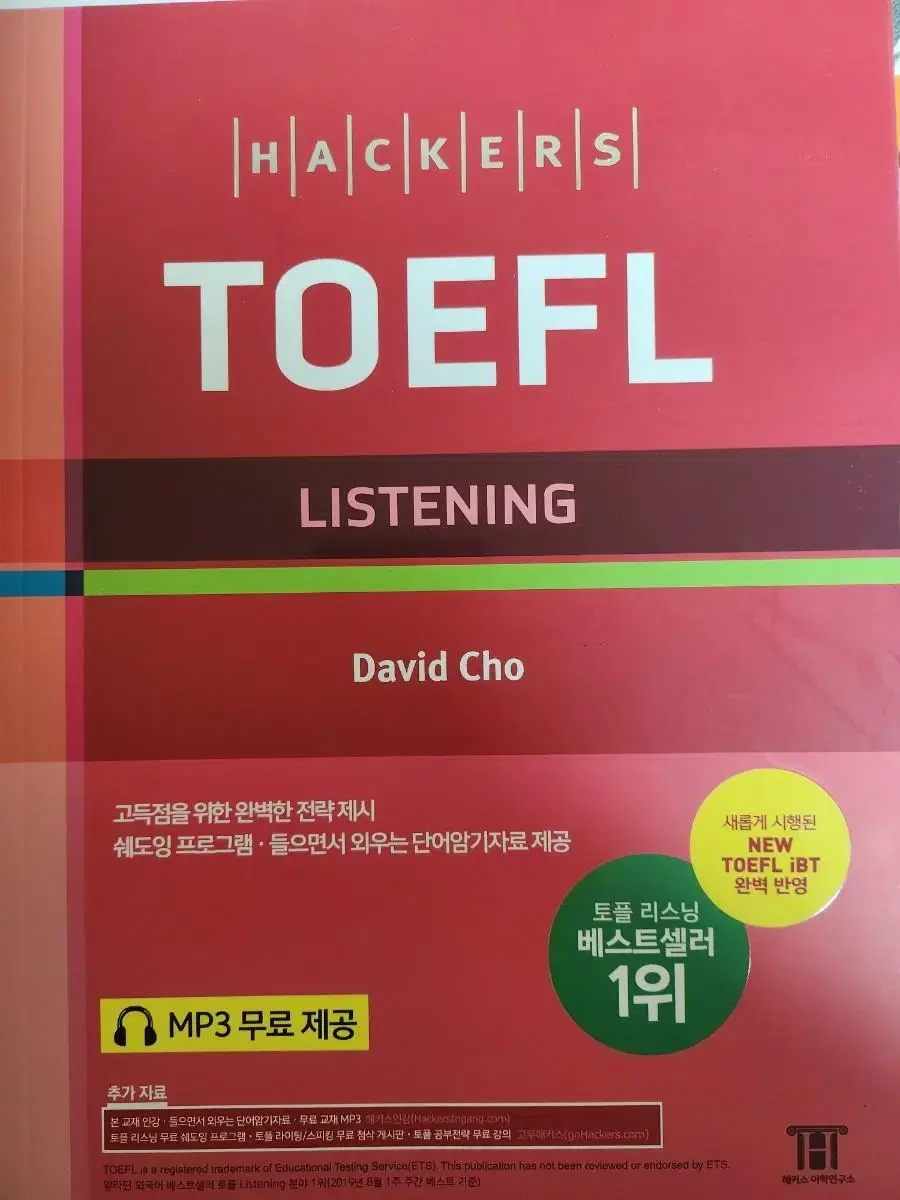 HACKERS
TOEFL
LISTENING
David Cho
고득점을 위한 완벽한 전략 제시
쉐도잉 프로그램 · 들으면서 외우는 단어암기자료 제공
새롭게 시행된
NEW
TOEFL iBT
완벽 반영
토플 리스닝
베스트셀러
1위
MP3 무료 제공
추가 자료
본 교재 인강 · 들으면서 외우는 단어암기자료 · 무료 교재 MP3 해커스인강(HackersIngang.com)
토플 리스닝 무료 쉐도잉 프로그램 · 토플 라이팅/스피킹 무료 첨삭 게시판 · 토플 공부전략 무료 강의 고우해커스(goHackers.com)
TOEFL is a registered trademark of Educational Testing Service(ETS). This publication has not been reviewed or endorsed by ETS.
알라딘 외국어 베스트셀러 토플 Listening 분야 1위(2019년 8월 1주 주간 베스트 기준)
해커스 어학연구소